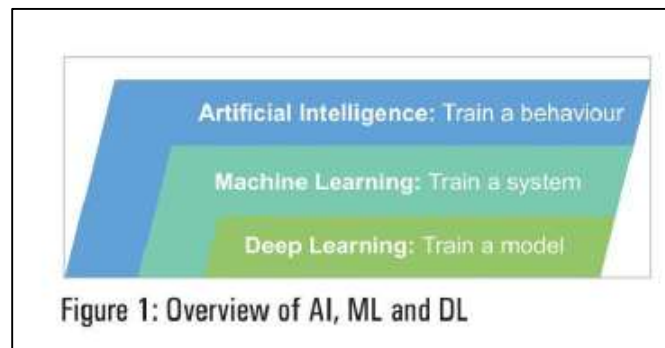 Artificial Intelligence: Train a behaviour
Machine Learning: Train a system
Deep Learning: Train a model
Figure 1: Overview of AI, ML and DL